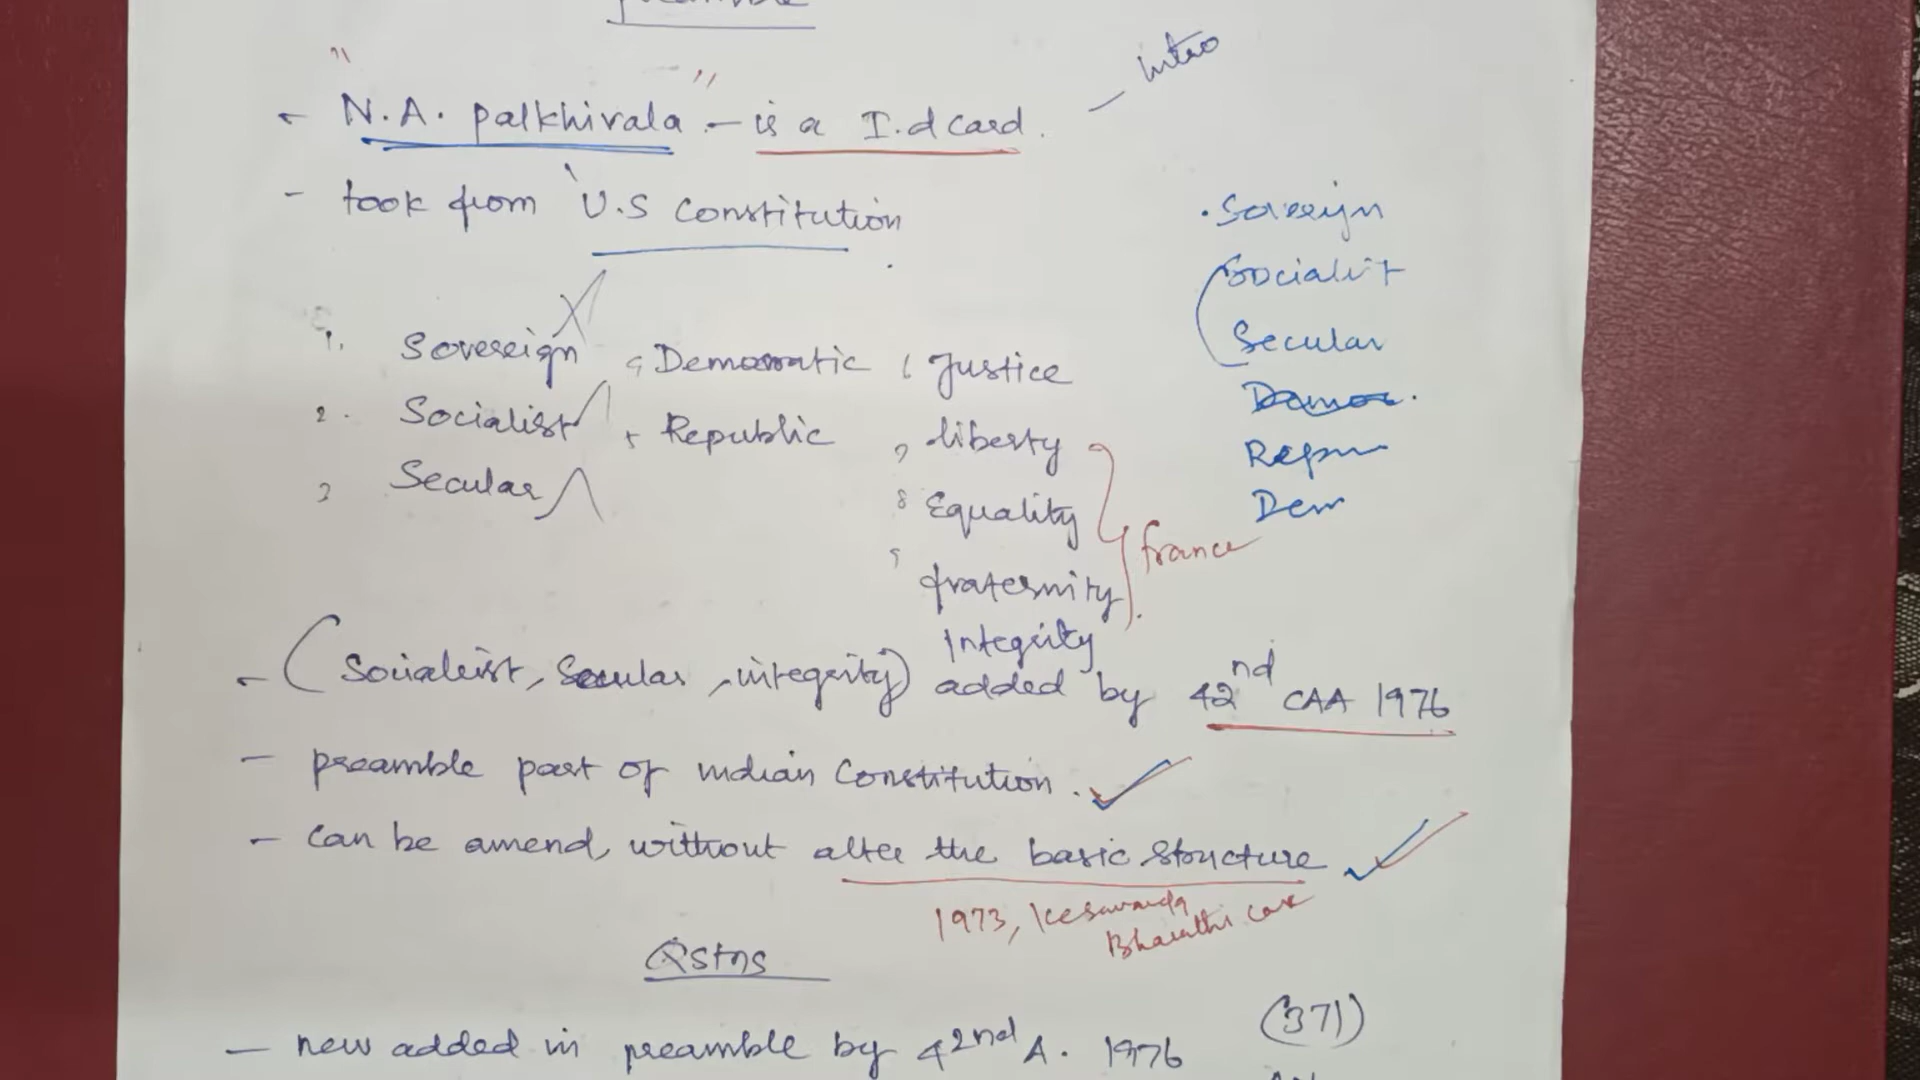 Preamble
- "N.A. palkhivala" - is a I.d card. - intro
- took from U.S Constitution
1. Sovereign 4 Democratic 6 Justice
2. Socialist 5 Republic 7 liberty
3 Secular 8 Equality
9 fraternity
Integrity
france
. Sovereign
Socialist
Secular
Repu
Dem
- (Socialist, Secular, integrity) added by 42nd CAA 1976
- preamble part of indian Constitution.
- can be amend, without alter the basic structure
1973, Kesavanda
Bharathi case
Qstns
- new added in preamble by 42nd A. 1976
(371)